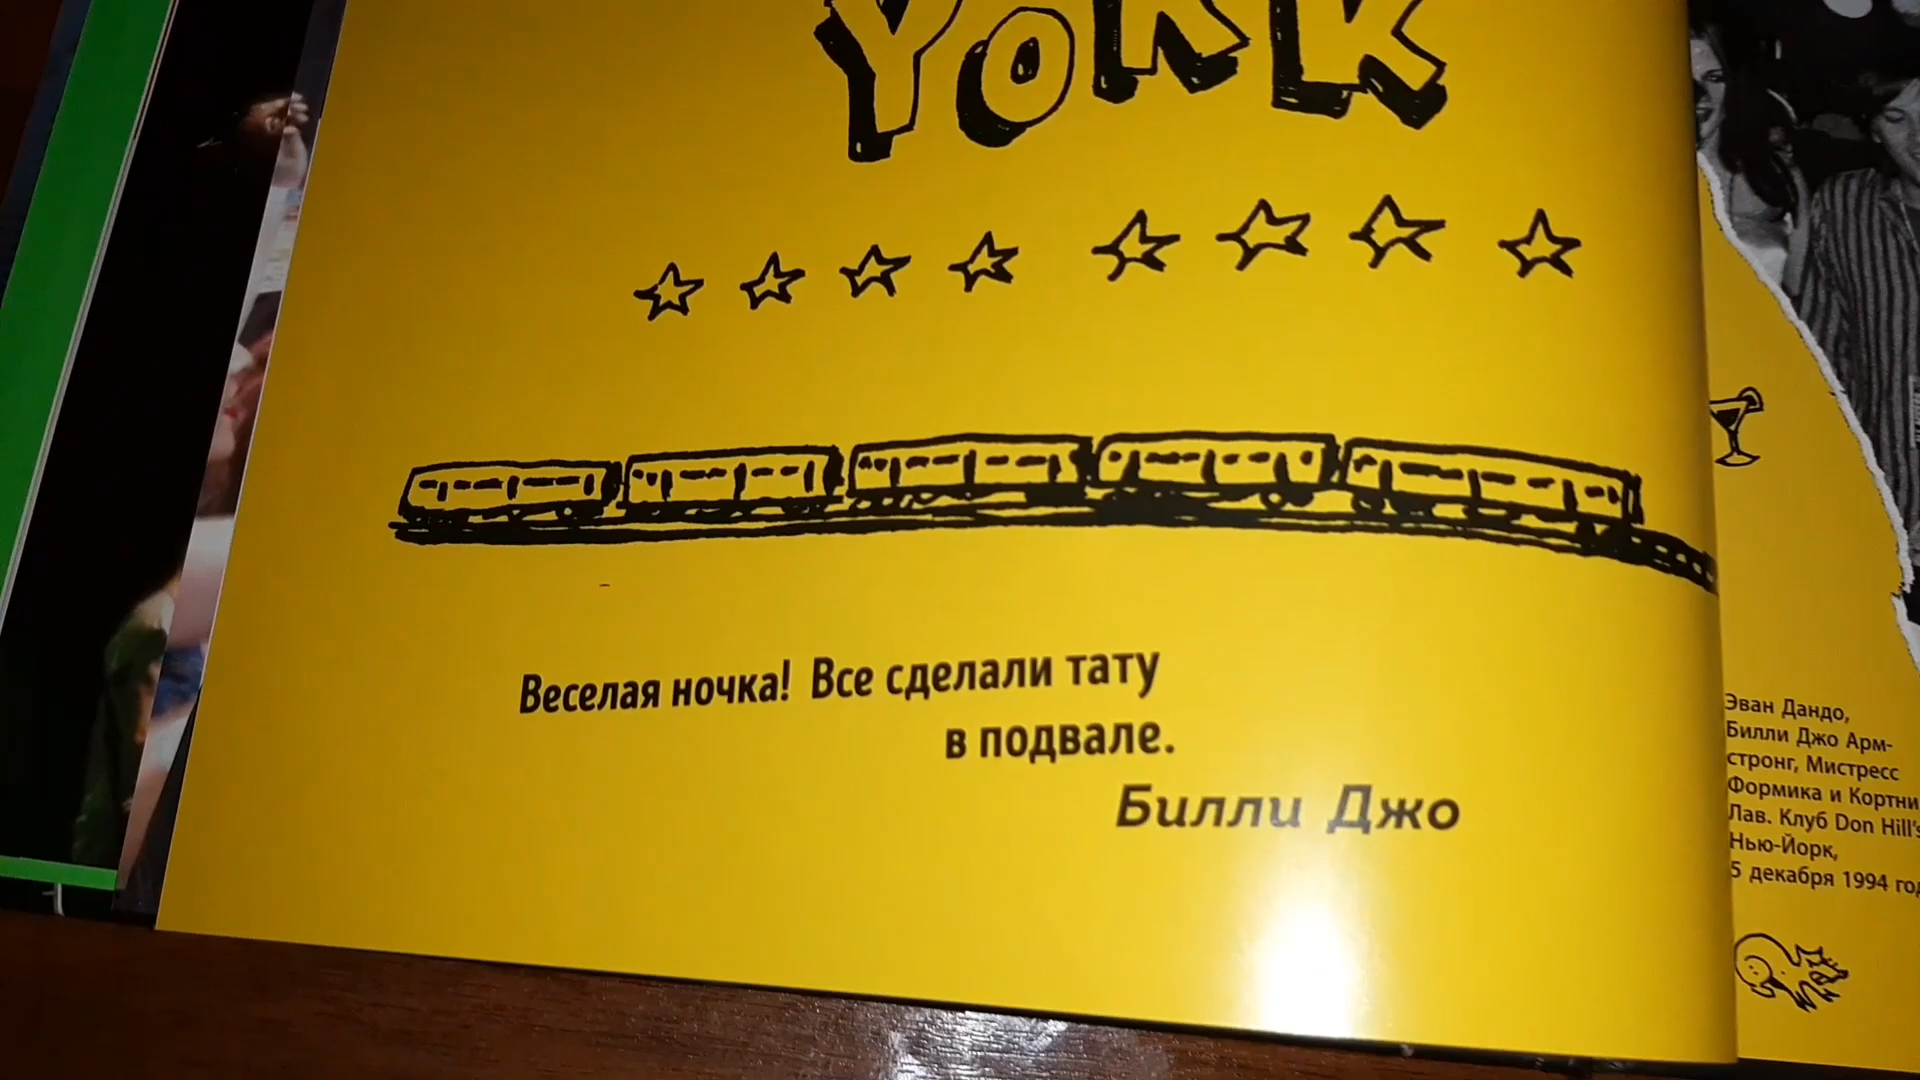 YORK
Веселая ночка! Все сделали тату
в подвале.
Билли Джо
Эван Дандо,
Билли Джо Арм-
стронг, Мистресс
Формика и Кортни
Лав. Клуб Don Hill's
Нью-Йорк,
5 декабря 1994